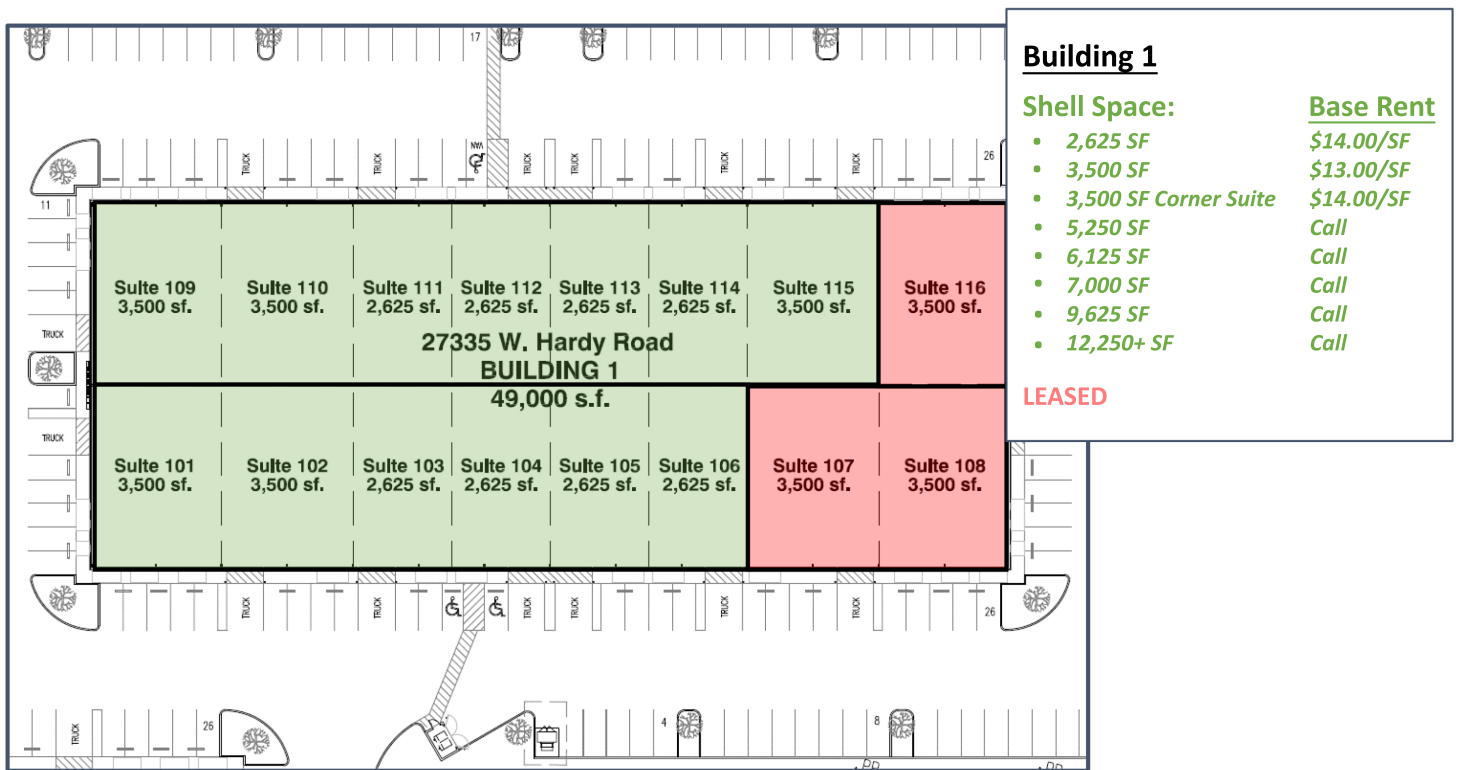 17
Building 1
Shell Space: Base Rent
• 2,625 SF $14.00/SF
• 3,500 SF $13.00/SF
• 3,500 SF Corner Suite $14.00/SF
• 5,250 SF Call
• 6,125 SF Call
• 7,000 SF Call
• 9,625 SF Call
• 12,250+ SF Call
LEASED
TRUCK TRUCK VAN TRUCK TRUCK TRUCK TRUCK 26
11
Suite 109 Suite 110 Suite 111 Suite 112 Suite 113 Suite 114 Suite 115 Suite 116
3,500 sf. 3,500 sf. 2,625 sf. 2,625 sf. 2,625 sf. 2,625 sf. 3,500 sf. 3,500 sf.
TRUCK
27335 W. Hardy Road
BUILDING 1
49,000 s.f.
TRUCK
Suite 101 Suite 102 Suite 103 Suite 104 Suite 105 Suite 106 Suite 107 Suite 108
3,500 sf. 3,500 sf. 2,625 sf. 2,625 sf. 2,625 sf. 2,625 sf. 3,500 sf. 3,500 sf.
TRUCK TRUCK TRUCK TRUCK TRUCK TRUCK 26
TRUCK 26 4 8